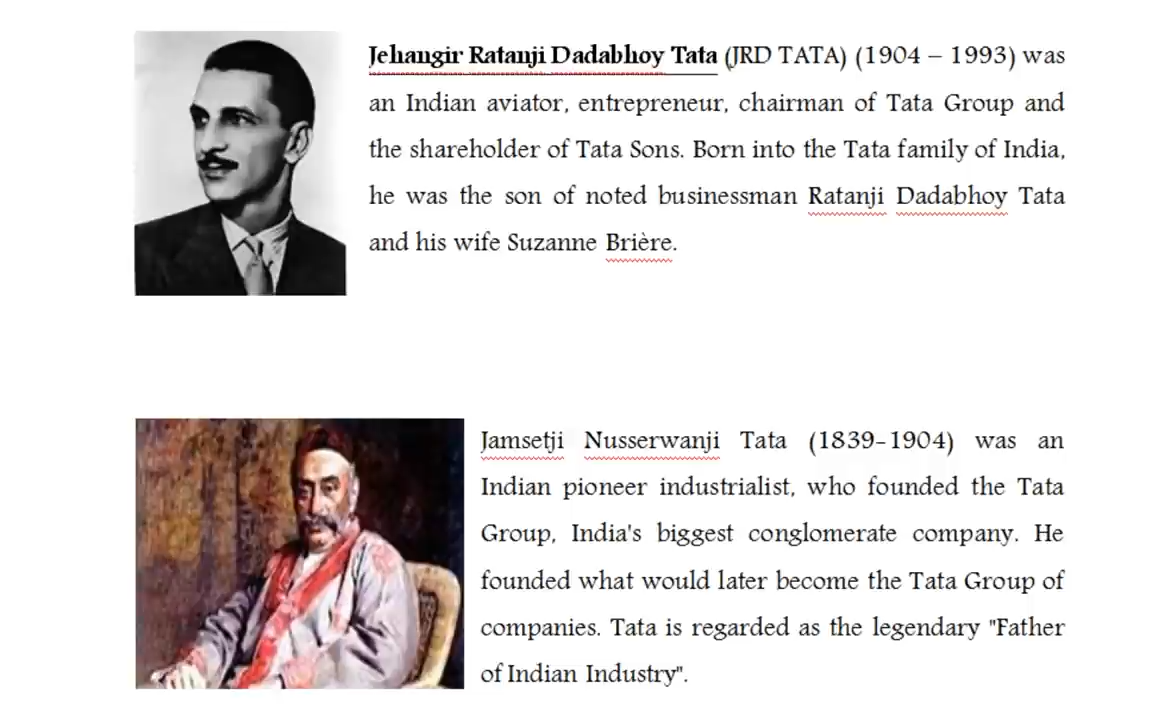 Jehangir Ratanji Dadabhoy Tata (JRD TATA) (1904 – 1993) was
an Indian aviator, entrepreneur, chairman of Tata Group and
the shareholder of Tata Sons. Born into the Tata family of India,
he was the son of noted businessman Ratanji Dadabhoy Tata
and his wife Suzanne Brière.
Jamsetji Nusserwanji Tata (1839-1904) was an
Indian pioneer industrialist, who founded the Tata
Group, India's biggest conglomerate company. He
founded what would later become the Tata Group of
companies. Tata is regarded as the legendary "Father
of Indian Industry".